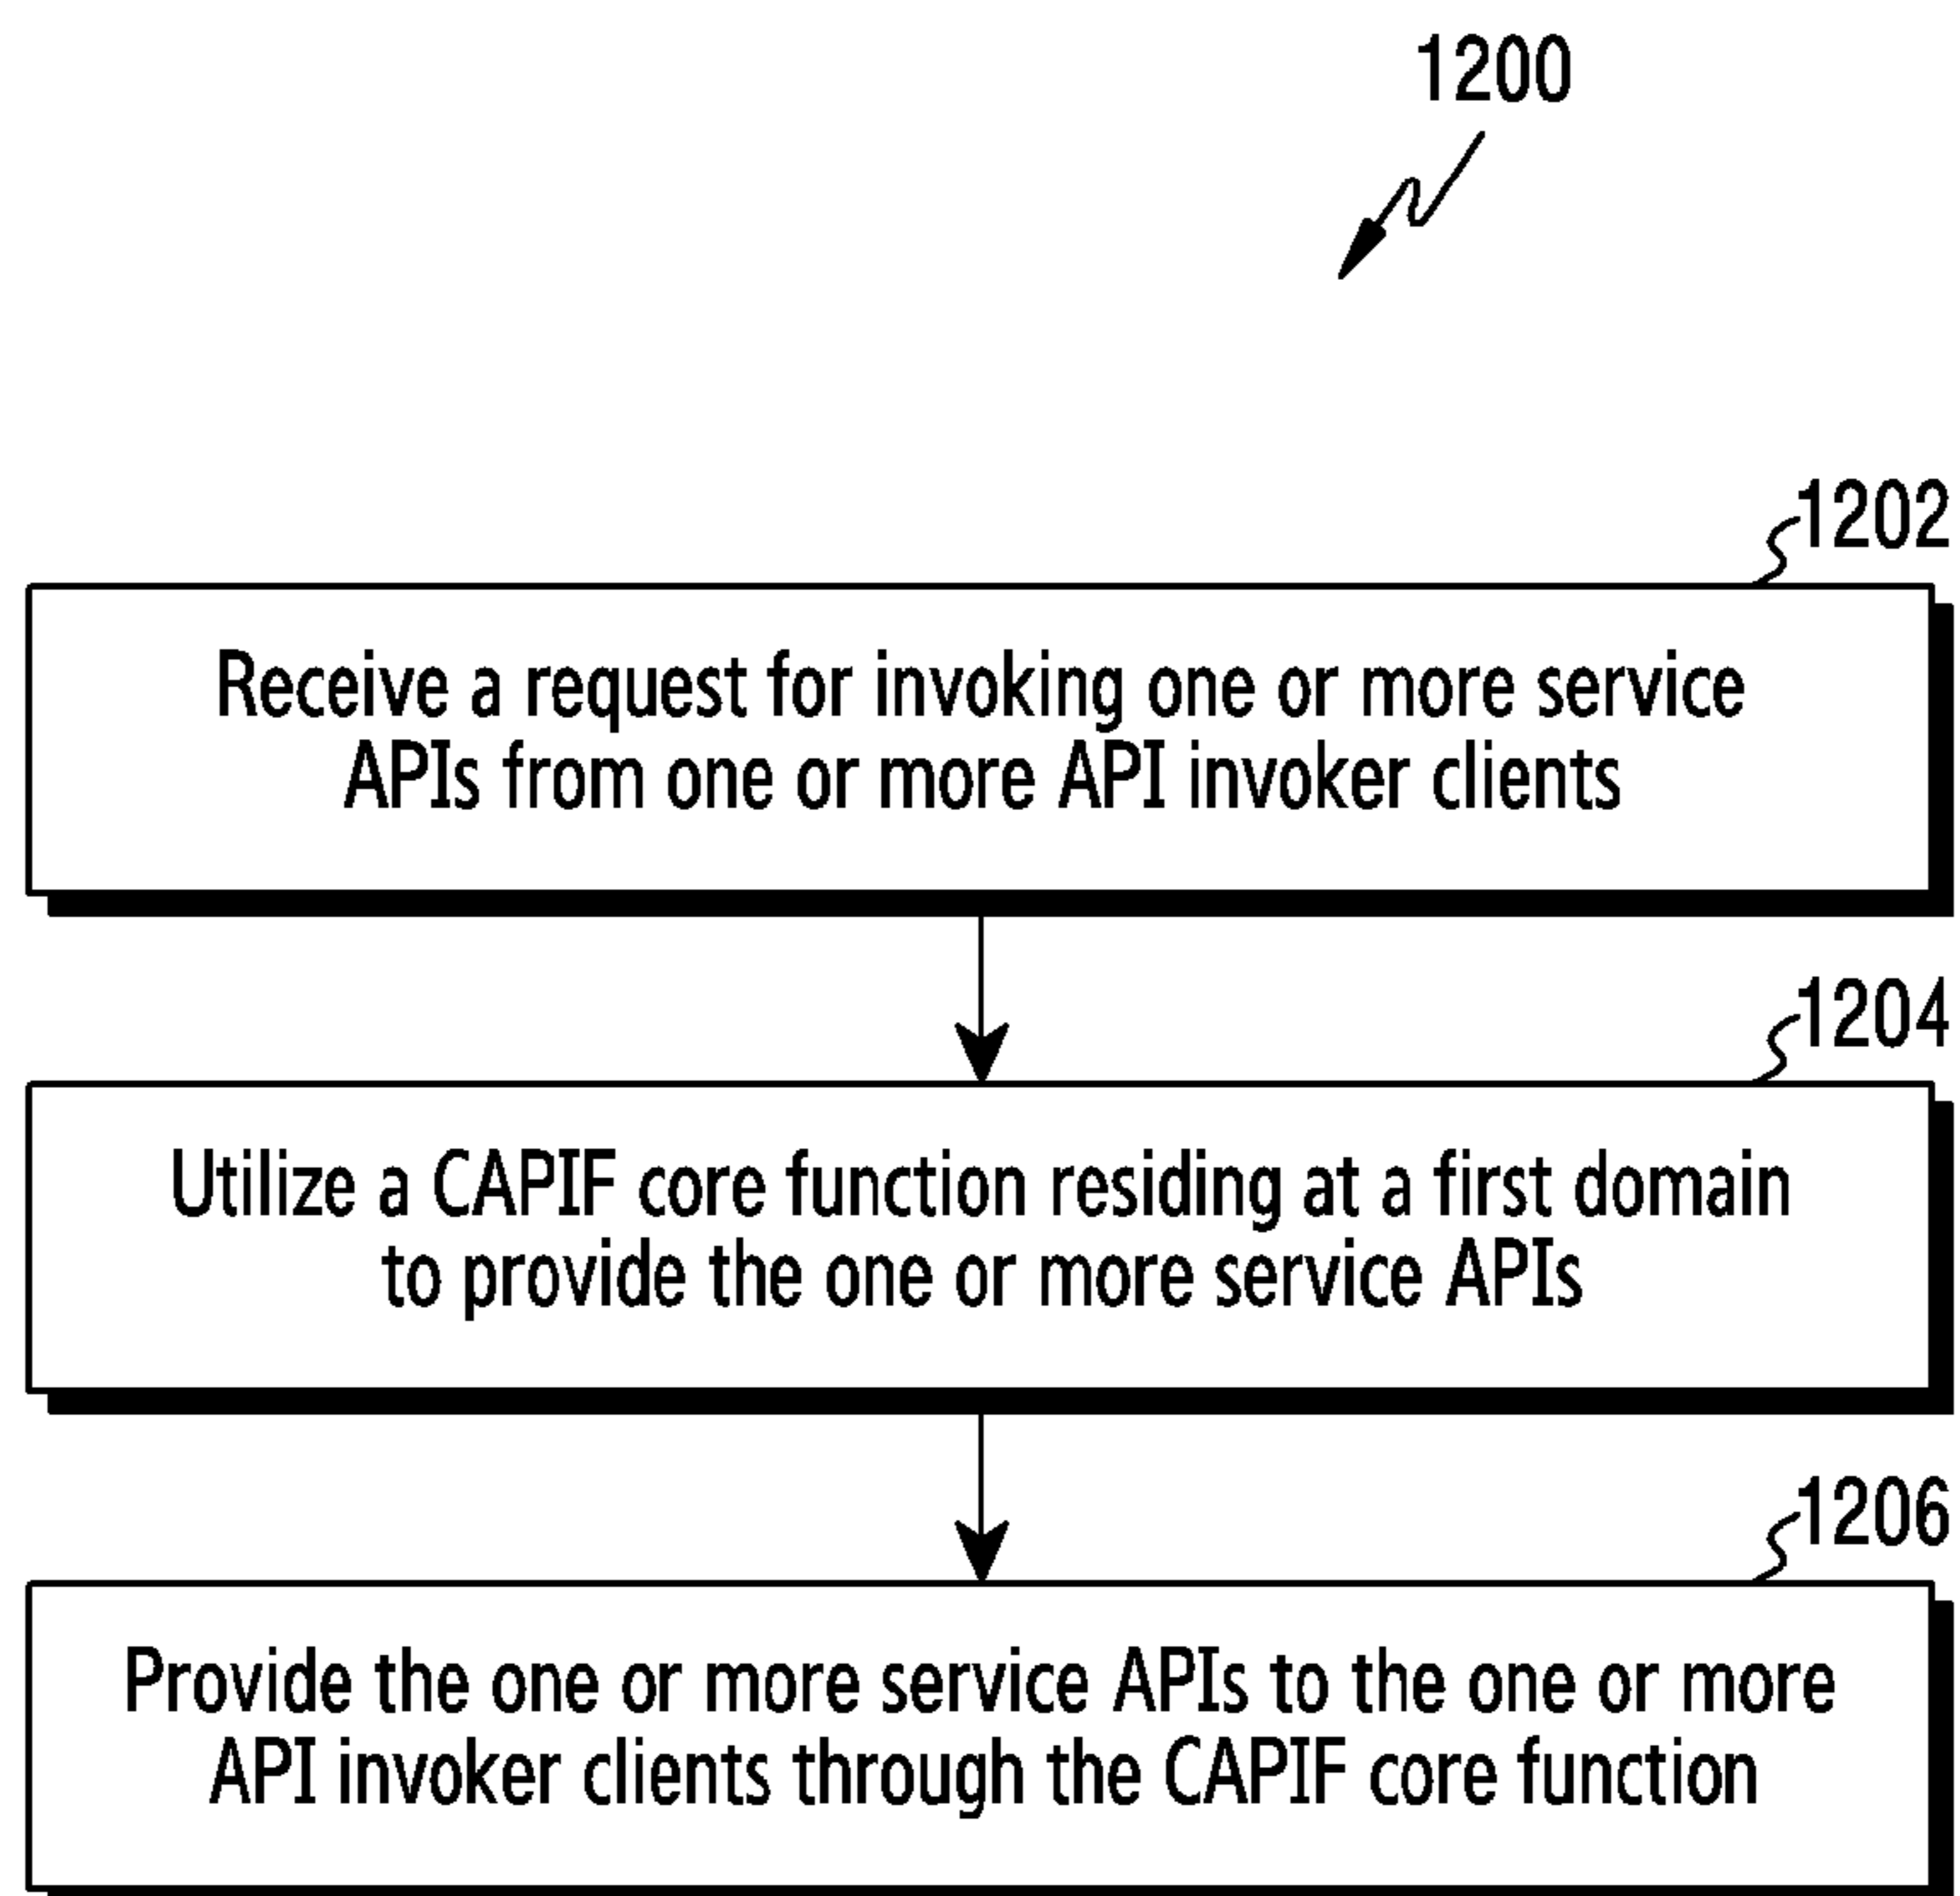 1200
1202
Receive a request for invoking one or more service
APIs from one or more API invoker clients
1204
Utilize a CAPIF core function residing at a first domain
to provide the one or more service APIs
1206
Provide the one or more service APIs to the one or more
API invoker clients through the CAPIF core function